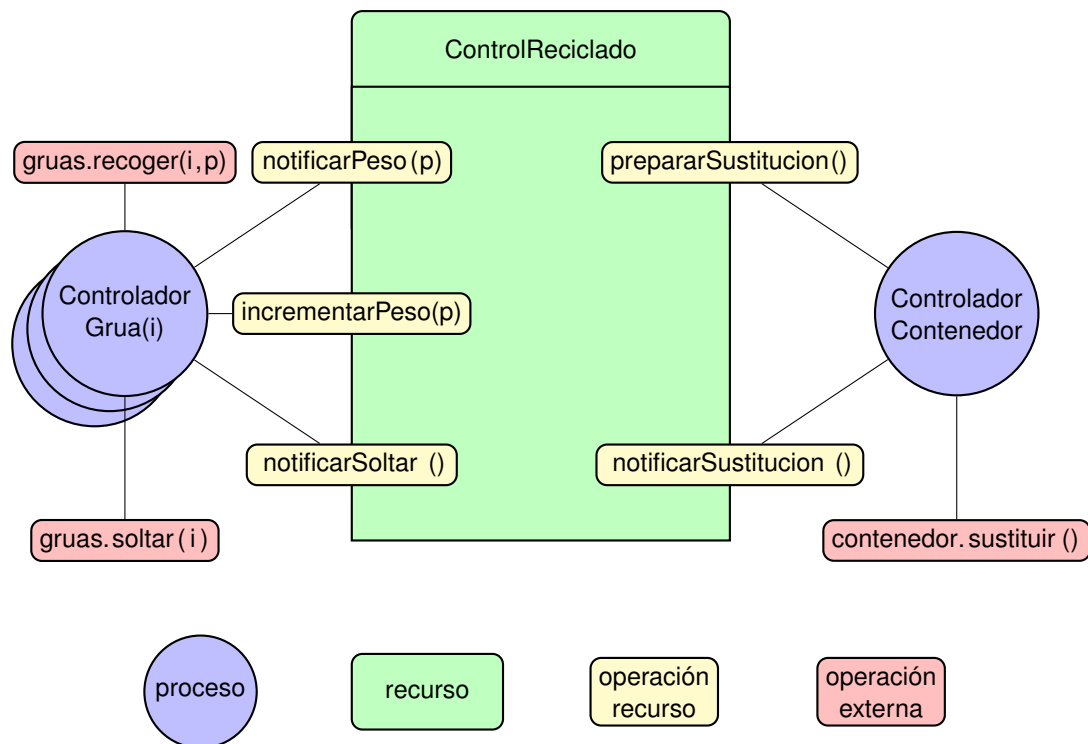 ControlReciclado
gruas.recoger(i,p)
notificarPeso(p)
prepararSustitucion()
Controlador
Grua(i)
incrementarPeso(p)
Controlador
Contenedor
notificarSoltar ()
notificarSustitucion ()
gruas.soltar(i)
contenedor.sustituir ()
proceso
recurso
operación
recurso
operación
externa